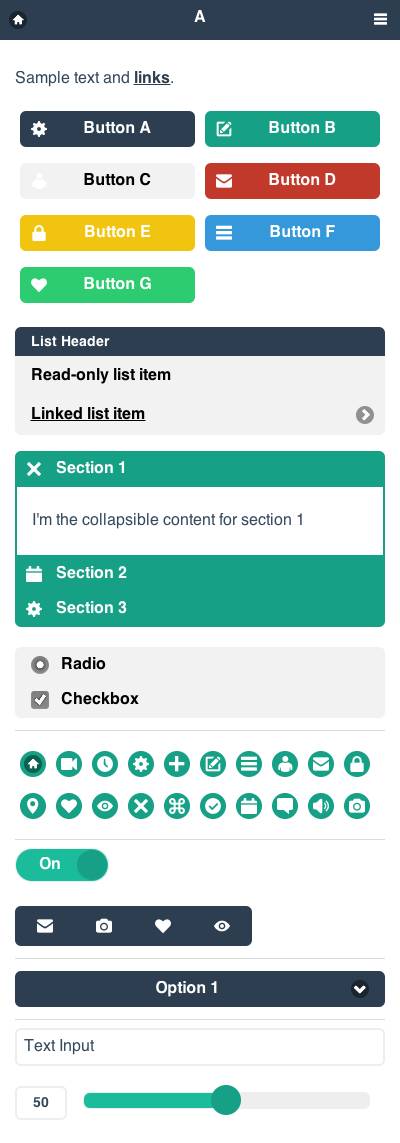 A
Sample text and links.
Button A
Button B
Button C
Button D
Button E
Button F
Button G
List Header
Read-only list item
Linked list item
Section 1
I'm the collapsible content for section 1
Section 2
Section 3
Radio
Checkbox
On
Option 1
Text Input
50